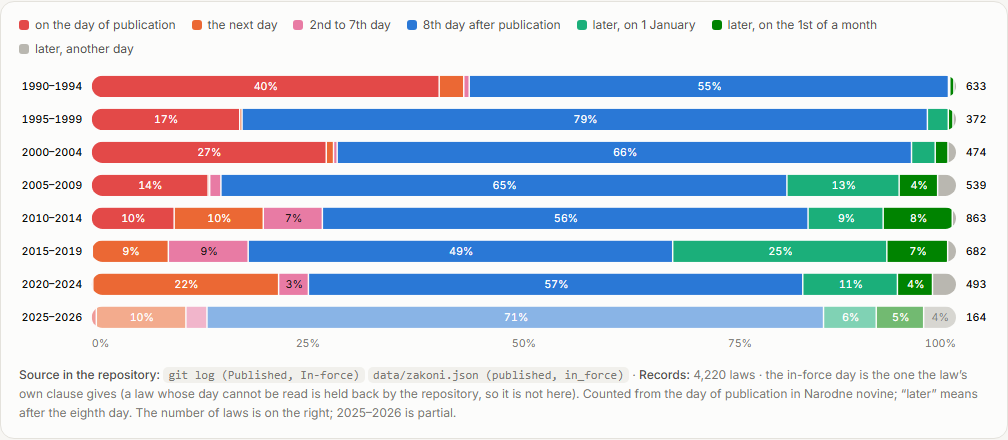 on the day of publication the next day 2nd to 7th day 8th day after publication later, on 1 January later, on the 1st of a month
later, another day
1990–1994 40% 55% 633
1995–1999 17% 79% 372
2000–2004 27% 66% 474
2005–2009 14% 65% 13% 4% 539
2010–2014 10% 10% 7% 56% 9% 8% 863
2015–2019 9% 9% 49% 25% 7% 682
2020–2024 22% 3% 57% 11% 4% 493
2025–2026 10% 71% 6% 5% 4% 164
0% 25% 50% 75% 100%
Source in the repository: git log (Published, In-force) data/zakoni.json (published, in_force) · Records: 4,220 laws · the in-force day is the one the law’s
own clause gives (a law whose day cannot be read is held back by the repository, so it is not here). Counted from the day of publication in Narodne novine; “later” means
after the eighth day. The number of laws is on the right; 2025–2026 is partial.